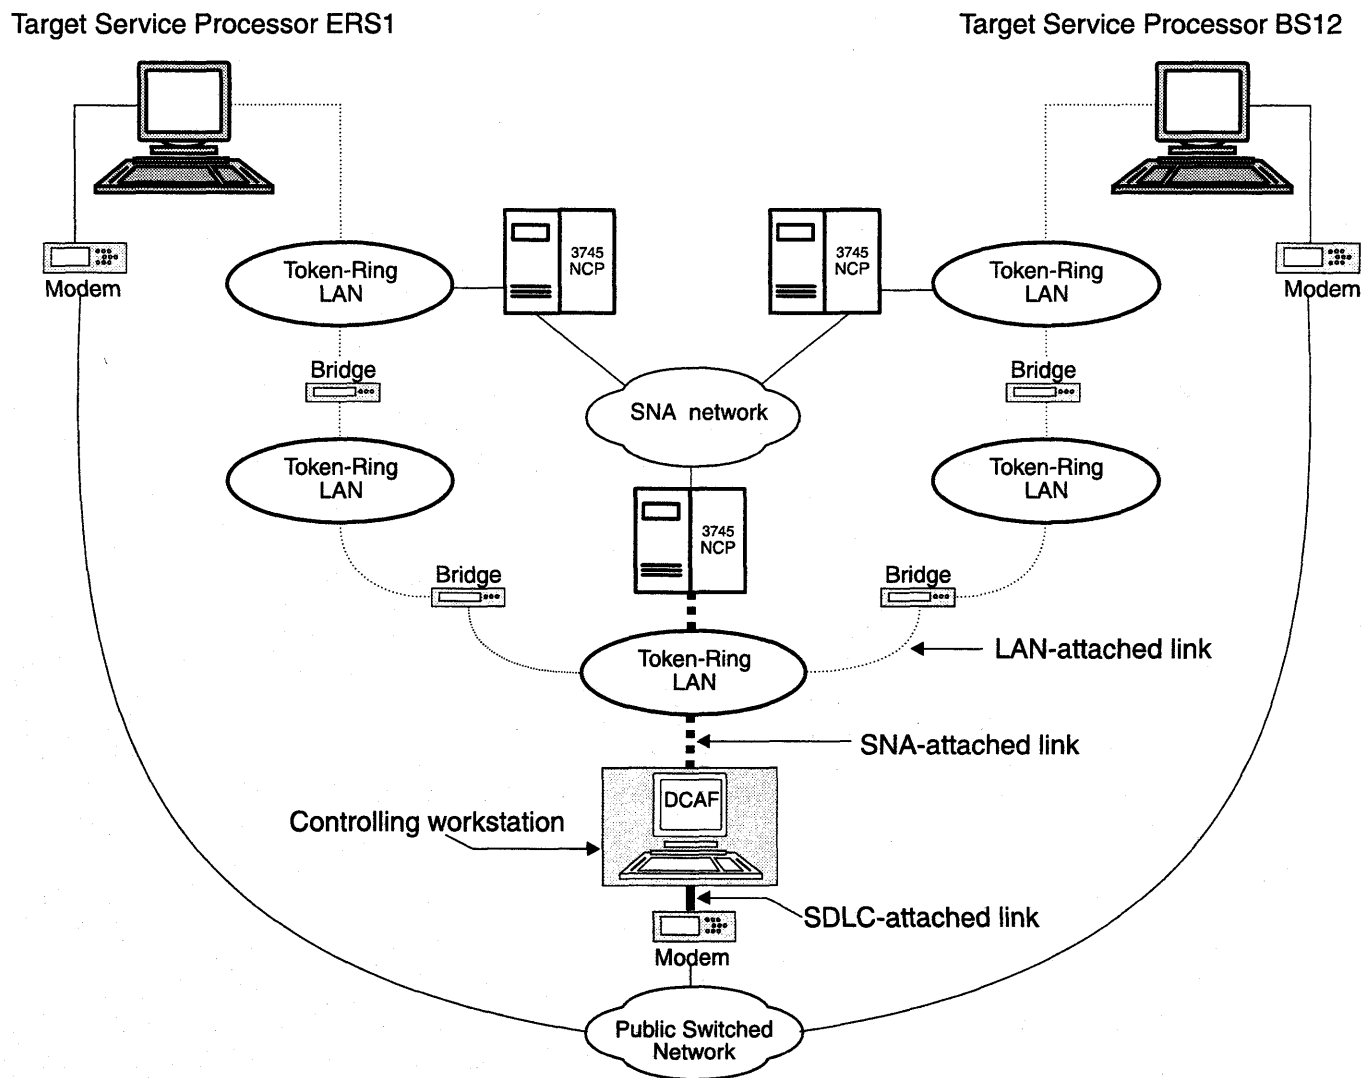 Target Service Processor ERS1
Target Service Processor BS12
3745
NCP
3745
NCP
Token-Ring
LAN
Token-Ring
LAN
Modem
Modem
Bridge
Bridge
SNA network
Token-Ring
LAN
Token-Ring
LAN
3745
NCP
Bridge
Bridge
Token-Ring
LAN
LAN-attached link
SNA-attached link
DCAF
Controlling workstation
SDLC-attached link
Modem
Public Switched
Network